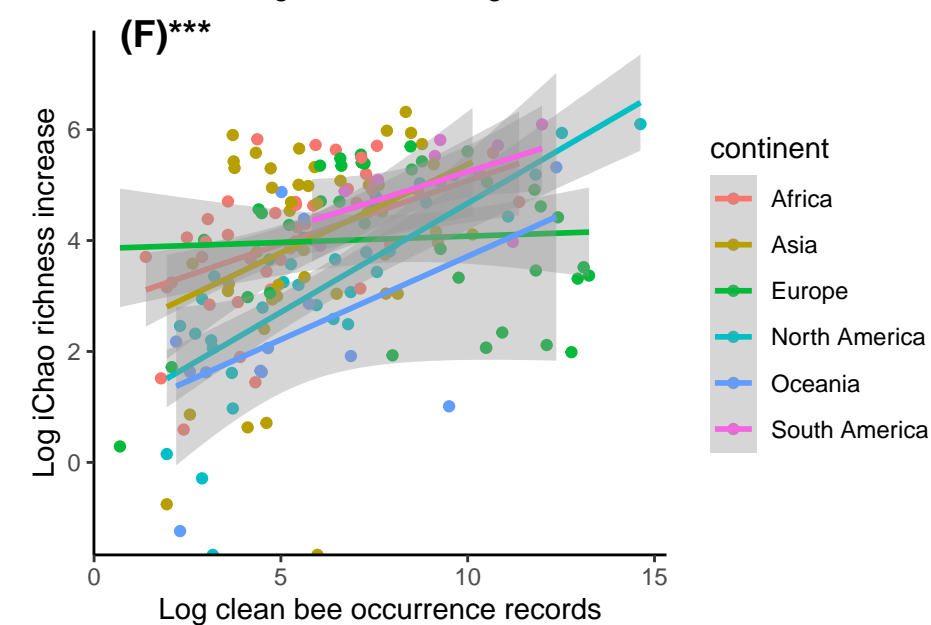 (F)***
Log iChao richness increase
6
4
2
0
0 5 10 15
Log clean bee occurrence records
continent
Africa
Asia
Europe
North America
Oceania
South America